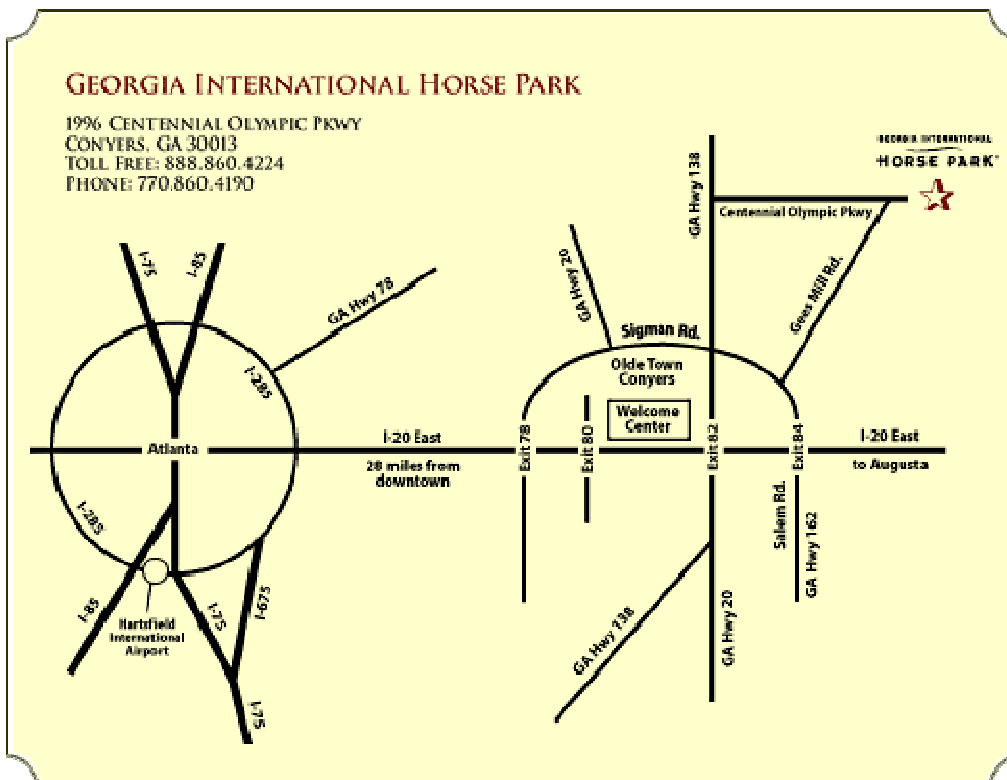 GEORGIA INTERNATIONAL HORSE PARK
1996 CENTENNIAL OLYMPIC PKWY
CONYERS, GA 30013
TOLL FREE: 888.860.4224
PHONE: 770.860.4190
GEORGIA INTERNATIONAL
HORSE PARK
GA Hwy 138
Centennial Olympic Pkwy
I-75
I-85
GA Hwy 78
GA Hwy 20
Gees Mill Rd.
Sigman Rd.
I-285
Olde Town
Conyers
Welcome
Center
Atlanta
I-20 East
28 miles from
downtown
Exit 78
Exit 80
Exit 82
Exit 84
I-20 East
to Augusta
I-285
Salem Rd.
GA Hwy 162
I-85
Hartsfield
International
Airport
I-75
I-675
GA Hwy 138
GA Hwy 20
I-75